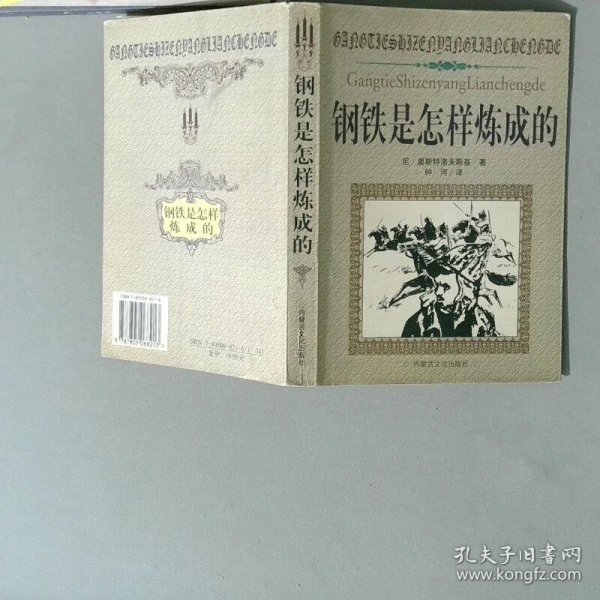 GANGTIESHIZENYANGLIANCHENGDE
钢铁是怎样
炼成的
钢铁是怎样炼成的
内蒙古文化出版社
GANGTIESHIZENYANGLIANCHENGDE
GangtieShizenyangLianchengde
钢铁是怎样炼成的
尼·奥斯特洛夫斯基 著
钟河 译
内蒙古文化出版社
孔夫子旧书网
www.kongfz.com